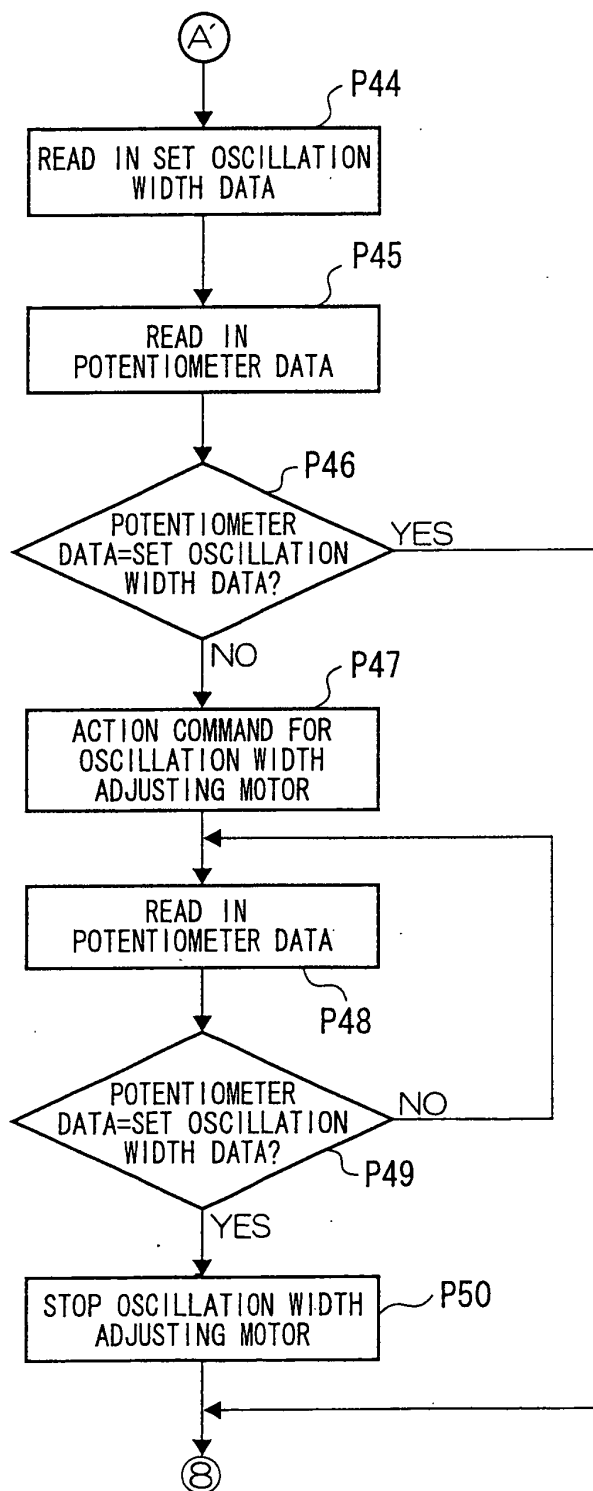 A'
P44
READ IN SET OSCILLATION
WIDTH DATA
P45
READ IN
POTENTIOMETER DATA
P46
POTENTIOMETER
DATA=SET OSCILLATION
WIDTH DATA?
YES
NO
P47
ACTION COMMAND FOR
OSCILLATION WIDTH
ADJUSTING MOTOR
READ IN
POTENTIOMETER DATA
P48
POTENTIOMETER
DATA=SET OSCILLATION
WIDTH DATA?
NO
P49
YES
STOP OSCILLATION WIDTH
ADJUSTING MOTOR
P50
8